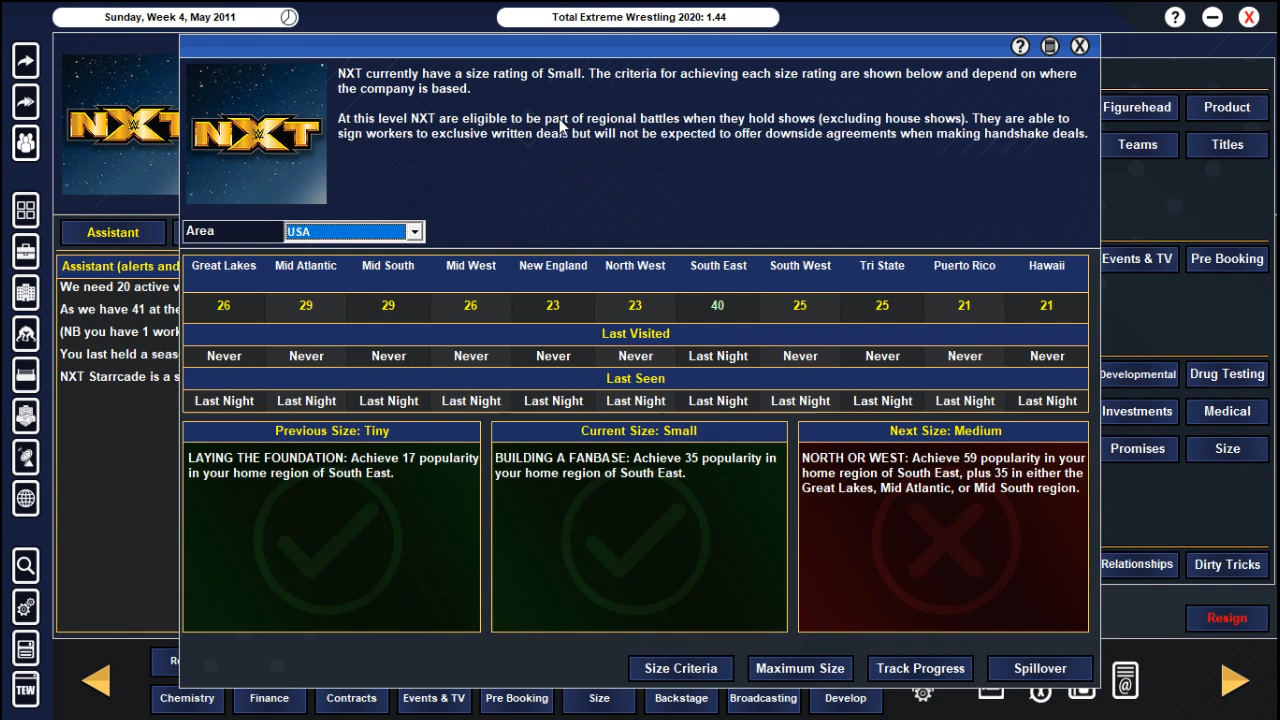 Sunday, Week 4, May 2011
Total Extreme Wrestling 2020: 1.44
NXT
NXT
NXT currently have a size rating of Small. The criteria for achieving each size rating are shown below and depend on where
the company is based.
At this level NXT are eligible to be part of regional battles when they hold shows (excluding house shows). They are able to
sign workers to exclusive written deals but will not be expected to offer downside agreements when making handshake deals.
Figurehead
Product
Teams
Titles
Area
USA
Assistant
Assistant (alerts and
We need 20 active
As we have 41 at the
(NB you have 1 work
You last held a seas
NXT Starrcade is a s
Great Lakes Mid Atlantic Mid South Mid West New England North West South East South West Tri State Puerto Rico Hawaii
26 29 29 26 23 23 40 25 25 21 21
Last Visited
Never Never Never Never Never Never Last Night Never Never Never Never
Last Seen
Last Night Last Night Last Night Last Night Last Night Last Night Last Night Last Night Last Night Last Night Last Night
Events & TV
Pre Booking
Developmental
Drug Testing
Investments
Medical
Promises
Size
Relationships
Dirty Tricks
Resign
Previous Size: Tiny
LAYING THE FOUNDATION: Achieve 17 popularity
in your home region of South East.
Current Size: Small
BUILDING A FANBASE: Achieve 35 popularity in
your home region of South East.
Next Size: Medium
NORTH OR WEST: Achieve 59 popularity in your
home region of South East, plus 35 in either the
Great Lakes, Mid Atlantic, or Mid South region.
Size Criteria
Maximum Size
Track Progress
Spillover
Chemistry
Finance
Contracts
Events & TV
Pre Booking
Size
Backstage
Broadcasting
Develop
TEW